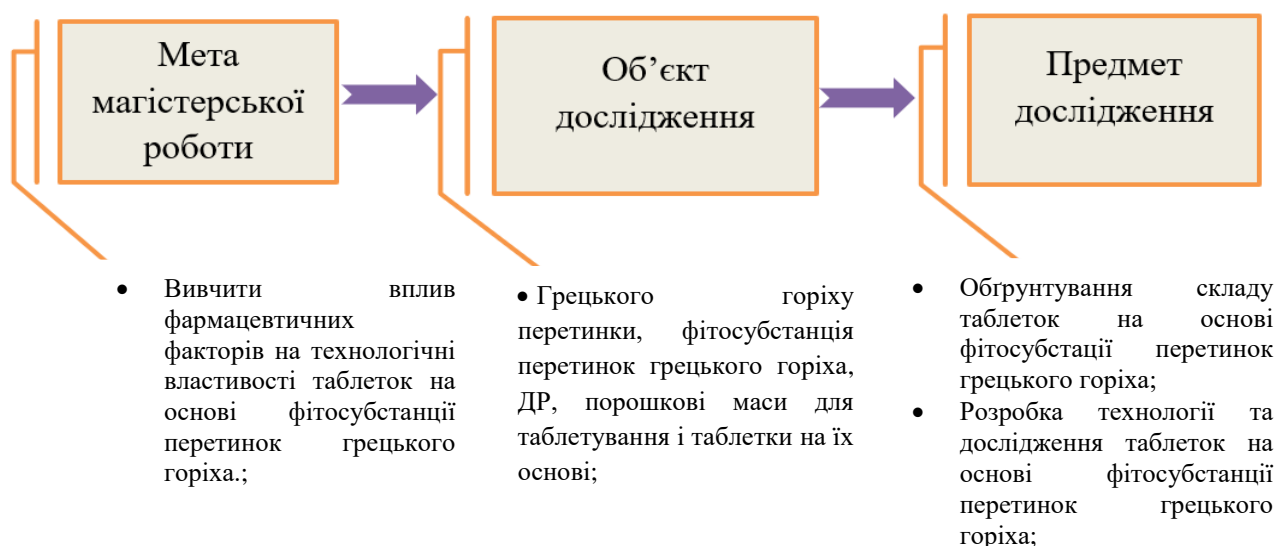 Мета
магістерської
роботи
Об’єкт
дослідження
Предмет
дослідження
• Вивчити вплив
фармацевтичних
факторів на технологічні
властивості таблеток на
основі фітосубстанції
перетинок грецького
горіха.;
• Грецького горіху
перетинки, фітосубстанція
перетинок грецького горіха,
ДР, порошкові маси для
таблетування і таблетки на їх
основі;
• Обґрунтування складу
таблеток на основі
фітосубстації перетинок
грецького горіха;
• Розробка технології та
дослідження таблеток на
основі фітосубстанції
перетинок грецького
горіха;